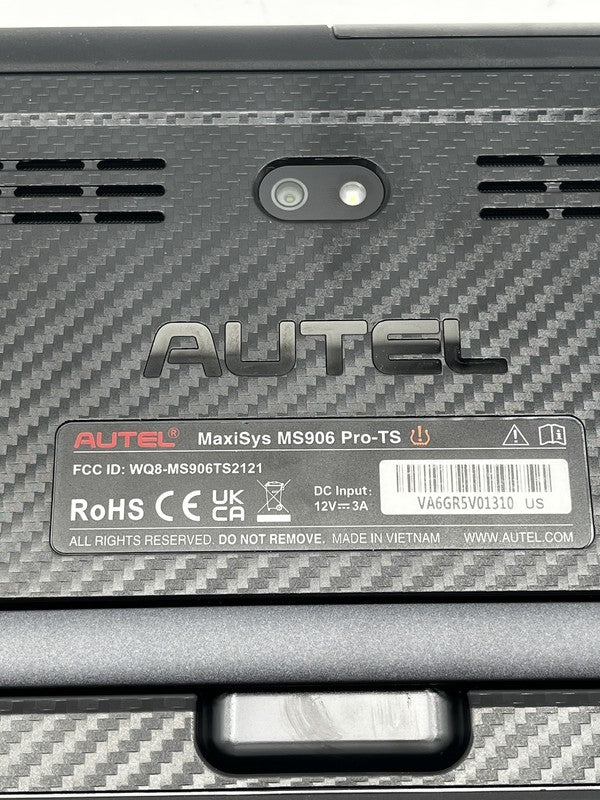 AUTEL
AUTEL® MaxiSys MS906 Pro-TS
FCC ID: WQ8-MS906TS2121
RoHS CE UK CA
DC Input:
12V⎓3A
VA6GR5V01310 US
ALL RIGHTS RESERVED. DO NOT REMOVE. MADE IN VIETNAM WWW.AUTEL.COM